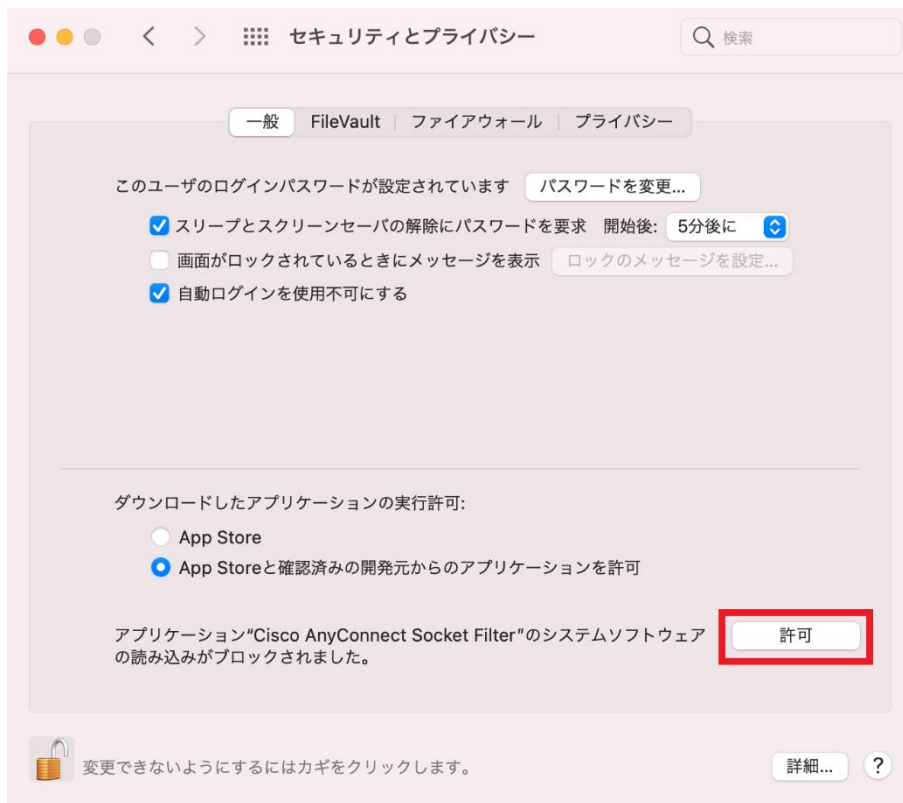 セキュリティとプライバシー
検索
一般 FileVault ファイアウォール プライバシー
このユーザのログインパスワードが設定されています パスワードを変更...
スリープとスクリーンセーバの解除にパスワードを要求 開始後: 5分後に
画面がロックされているときにメッセージを表示 ロックのメッセージを設定...
自動ログインを使用不可にする
ダウンロードしたアプリケーションの実行許可:
App Store
App Storeと確認済みの開発元からのアプリケーションを許可
アプリケーション“Cisco AnyConnect Socket Filter”のシステムソフトウェア
の読み込みがブロックされました。
許可
変更できないようにするにはカギをクリックします。
詳細... ?